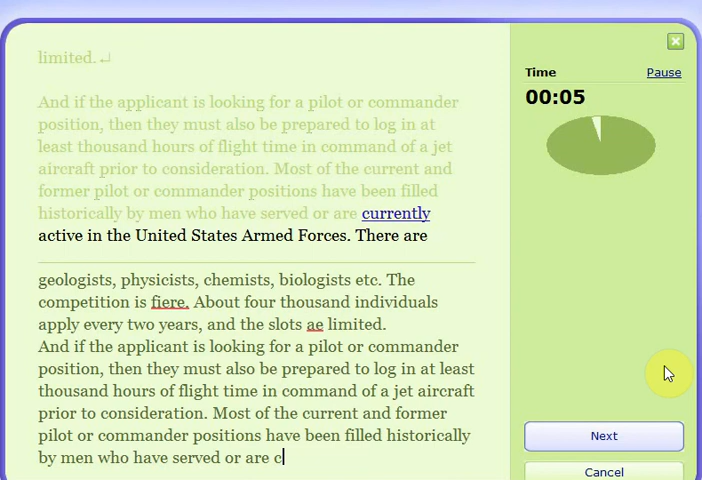 limited.↵
And if the applicant is looking for a pilot or commander
position, then they must also be prepared to log in at
least thousand hours of flight time in command of a jet
aircraft prior to consideration. Most of the current and
former pilot or commander positions have been filled
historically by men who have served or are currently
active in the United States Armed Forces. There are
geologists, physicists, chemists, biologists etc. The
competition is fiere. About four thousand individuals
apply every two years, and the slots ae limited.
And if the applicant is looking for a pilot or commander
position, then they must also be prepared to log in at least
thousand hours of flight time in command of a jet aircraft
prior to consideration. Most of the current and former
pilot or commander positions have been filled historically
by men who have served or are c
Time
Pause
00:05
Next
Cancel